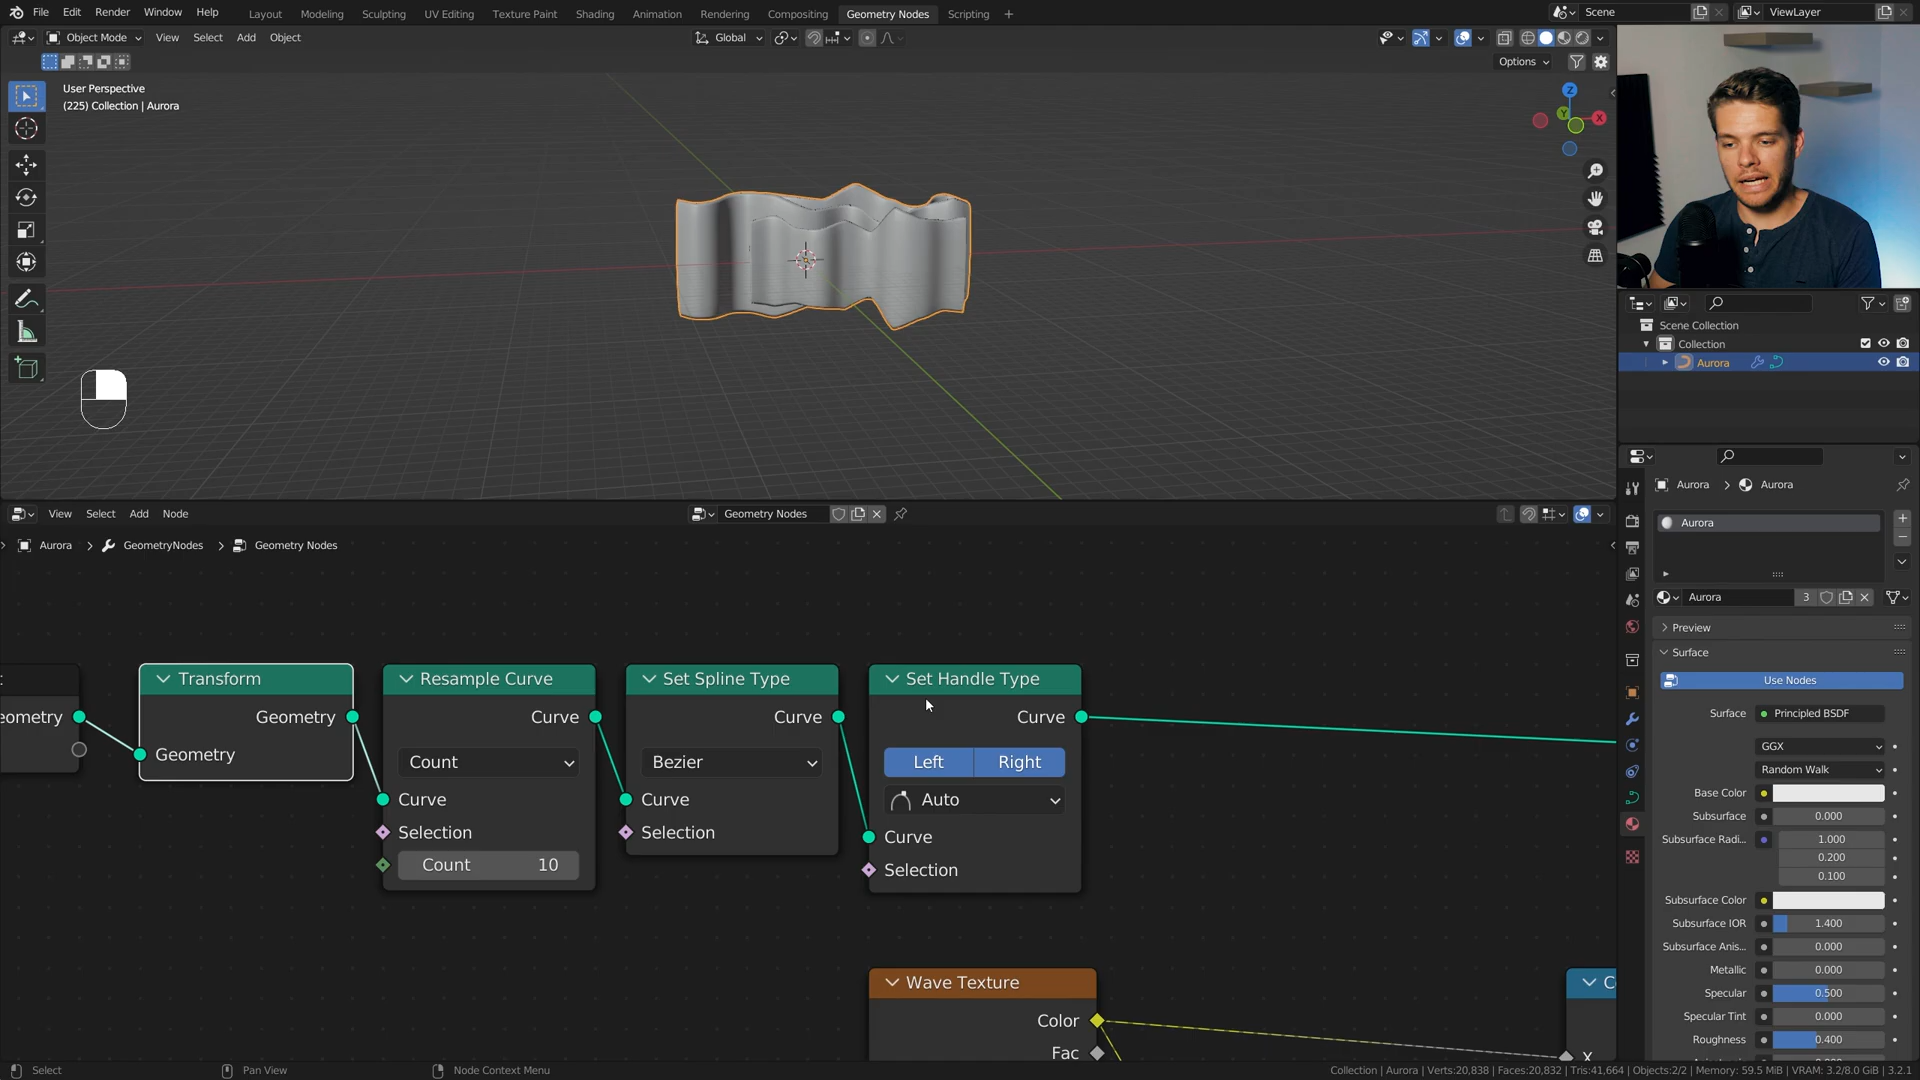 File Edit Render Window Help Layout Modeling Sculpting UV Editing Texture Paint Shading Animation Rendering Compositing Geometry Nodes Scripting + Scene ViewLayer
Object Mode View Select Add Object Global
Options
User Perspective
(225) Collection | Aurora
Z
Y
X
Scene Collection
Collection
Aurora
Aurora Aurora
View Select Add Node Geometry Nodes
Aurora GeometryNodes Geometry Nodes
Aurora
Aurora 3
Preview
Surface
Use Nodes
Surface Principled BSDF
GGX
Random Walk
Base Color
Subsurface 0.000
Subsurface Radi... 1.000
0.200
0.100
Subsurface Color
Subsurface IOR 1.400
Subsurface Anis... 0.000
Metallic 0.000
Specular 0.500
Specular Tint 0.000
Roughness 0.400
eometry
Transform
Geometry
Geometry
Resample Curve
Curve
Count
Curve
Selection
Count 10
Set Spline Type
Curve
Bezier
Curve
Selection
Set Handle Type
Curve
Left Right
Auto
Curve
Selection
Wave Texture
Color
Fac
C
X
Select Pan View Node Context Menu Collection | Aurora | Verts:20,838 | Faces:20,832 | Tris:41,664 | Objects:2/2 | Memory: 59.5 MiB | VRAM: 3.2/8.0 GiB | 3.2.1